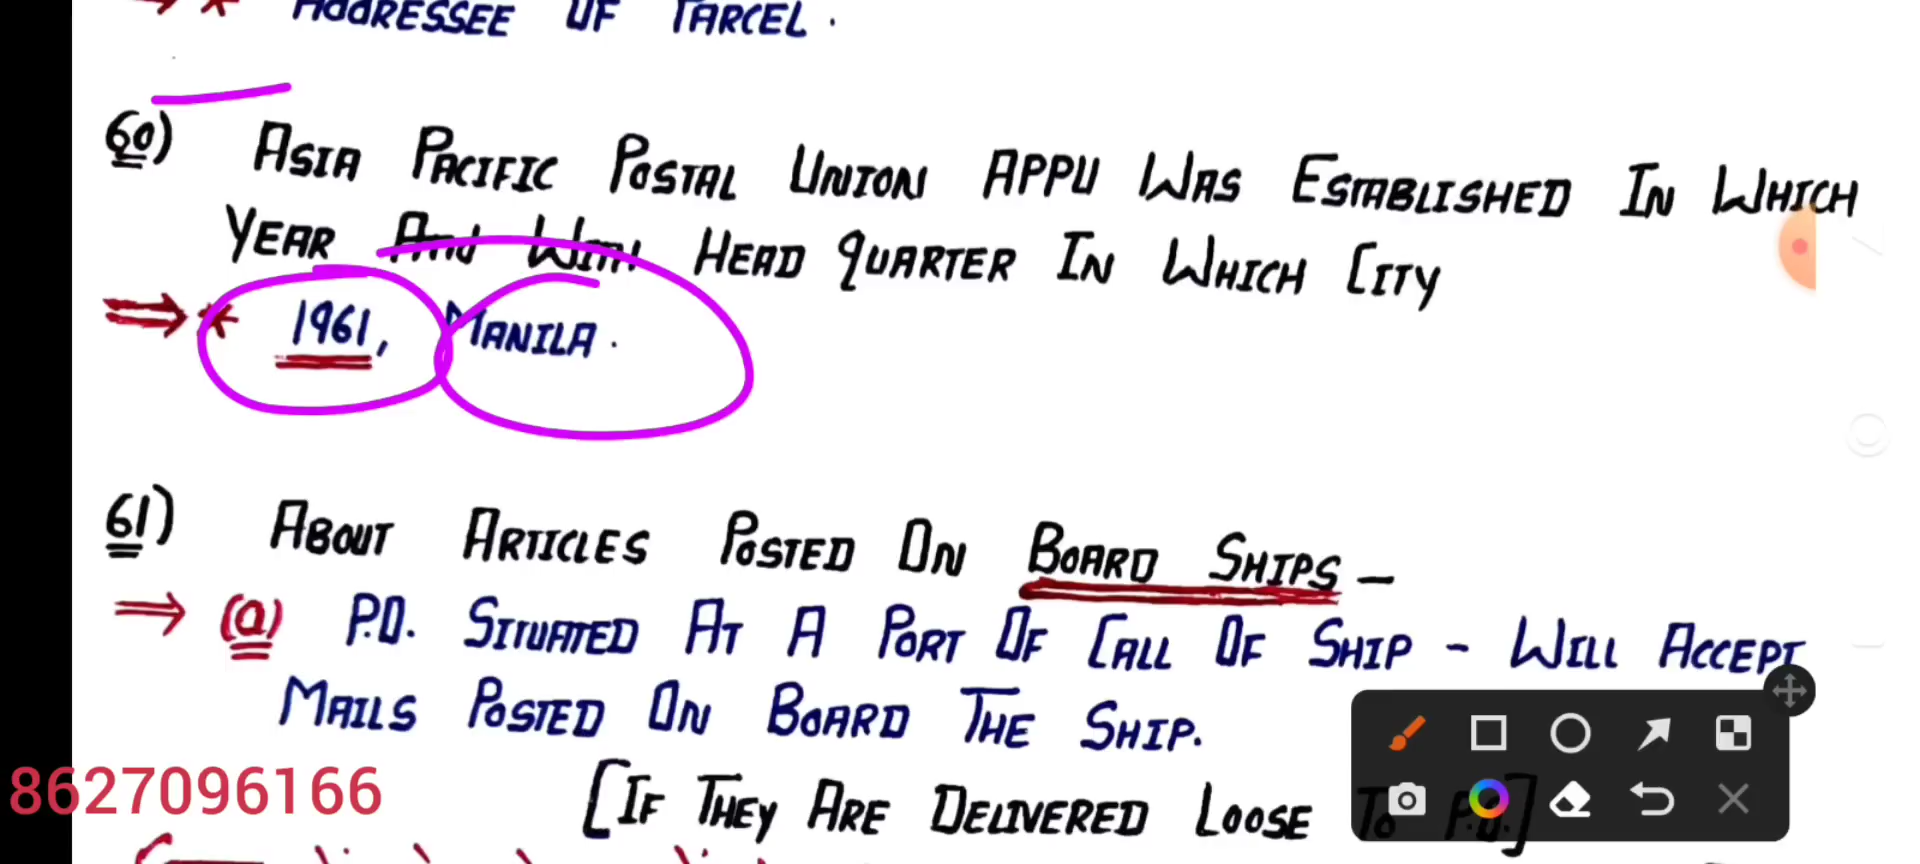 ADDRESSEE OF PARCEL.
60) ASIA PACIFIC POSTAL UNION APPU WAS ESTABLISHED IN WHICH
YEAR AND WITH HEAD QUARTER IN WHICH CITY
⇒ * 1961, MANILA.
61) ABOUT ARTICLES POSTED ON BOARD SHIPS –
⇒ (a) P.O. SITUATED AT A PORT OF CALL OF SHIP - WILL ACCEPT
MAILS POSTED ON BOARD THE SHIP.
[IF THEY ARE DELIVERED LOOSE TO P.O.]
8627096166